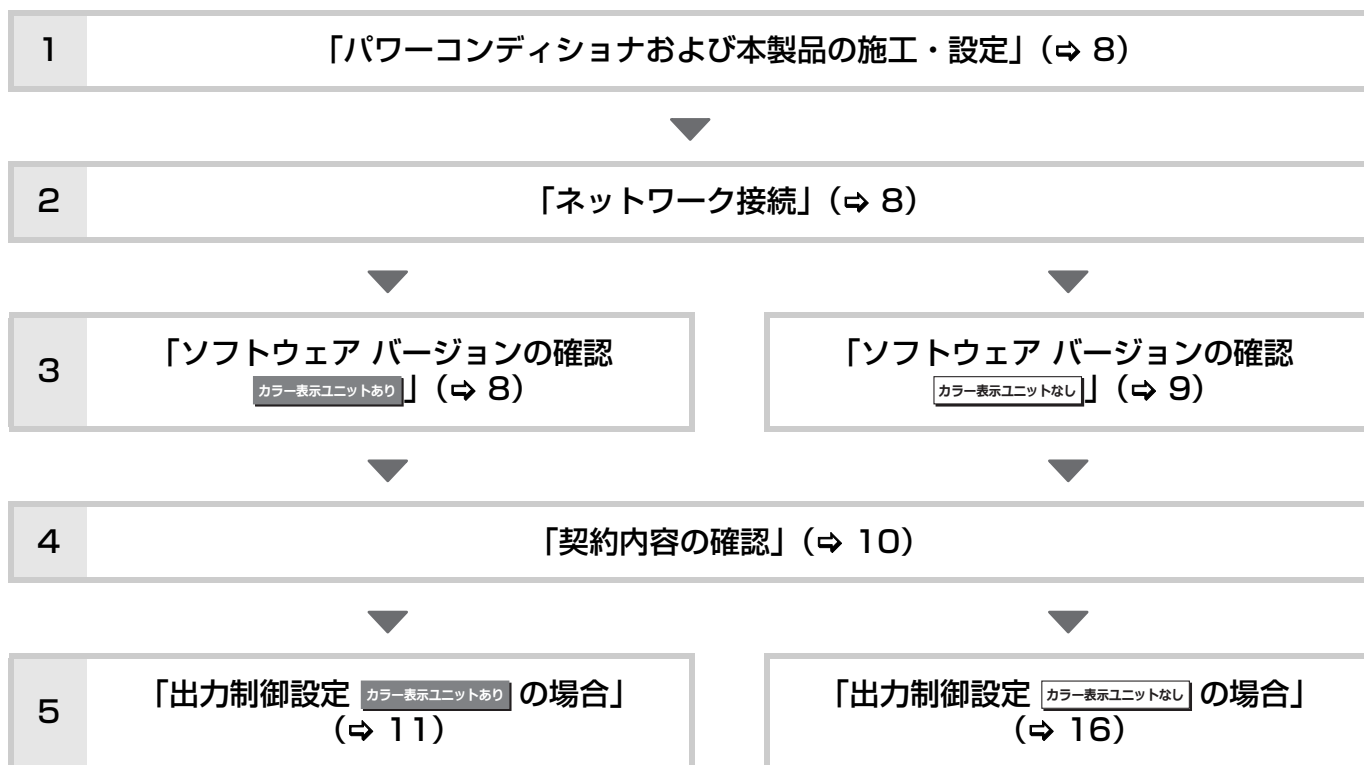 1
「パワーコンディショナおよび本製品の施工・設定」(⇨ 8)
2
「ネットワーク接続」(⇨ 8)
3
「ソフトウェア バージョンの確認
カラー表示ユニットあり」(⇨ 8)
「ソフトウェア バージョンの確認
カラー表示ユニットなし」(⇨ 9)
4
「契約内容の確認」(⇨ 10)
5
「出力制御設定 カラー表示ユニットあり の場合」
(⇨ 11)
「出力制御設定 カラー表示ユニットなし の場合」
(⇨ 16)